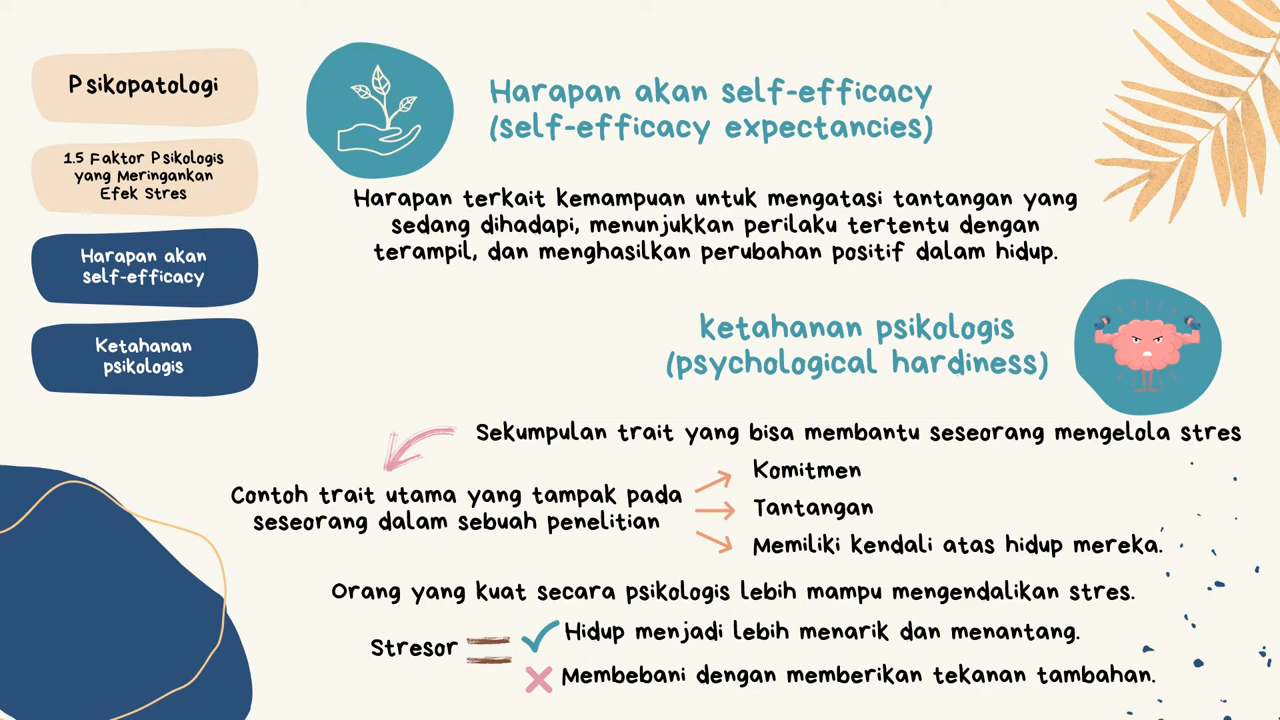 Psikopatologi
1.5 Faktor Psikologis
yang Meringankan
Efek Stres
Harapan akan
self-efficacy
Ketahanan
psikologis
Harapan akan self-efficacy
(self-efficacy expectancies)
Harapan terkait kemampuan untuk mengatasi tantangan yang
sedang dihadapi, menunjukkan perilaku tertentu dengan
terampil, dan menghasilkan perubahan positif dalam hidup.
ketahanan psikologis
(psychological hardiness)
Sekumpulan trait yang bisa membantu seseorang mengelola stres
Contoh trait utama yang tampak pada
seseorang dalam sebuah penelitian
Komitmen
Tantangan
Memiliki kendali atas hidup mereka.
Orang yang kuat secara psikologis lebih mampu mengendalikan stres.
Stresor
Hidup menjadi lebih menarik dan menantang.
Membebani dengan memberikan tekanan tambahan.